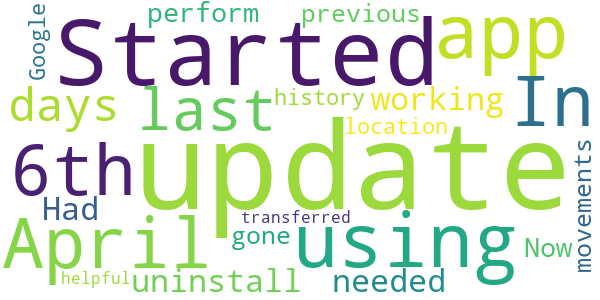 Google perform previous
Started app
days last history working In
location
6th update movements
Had transferred
April gone using Now
helpful uninstall needed